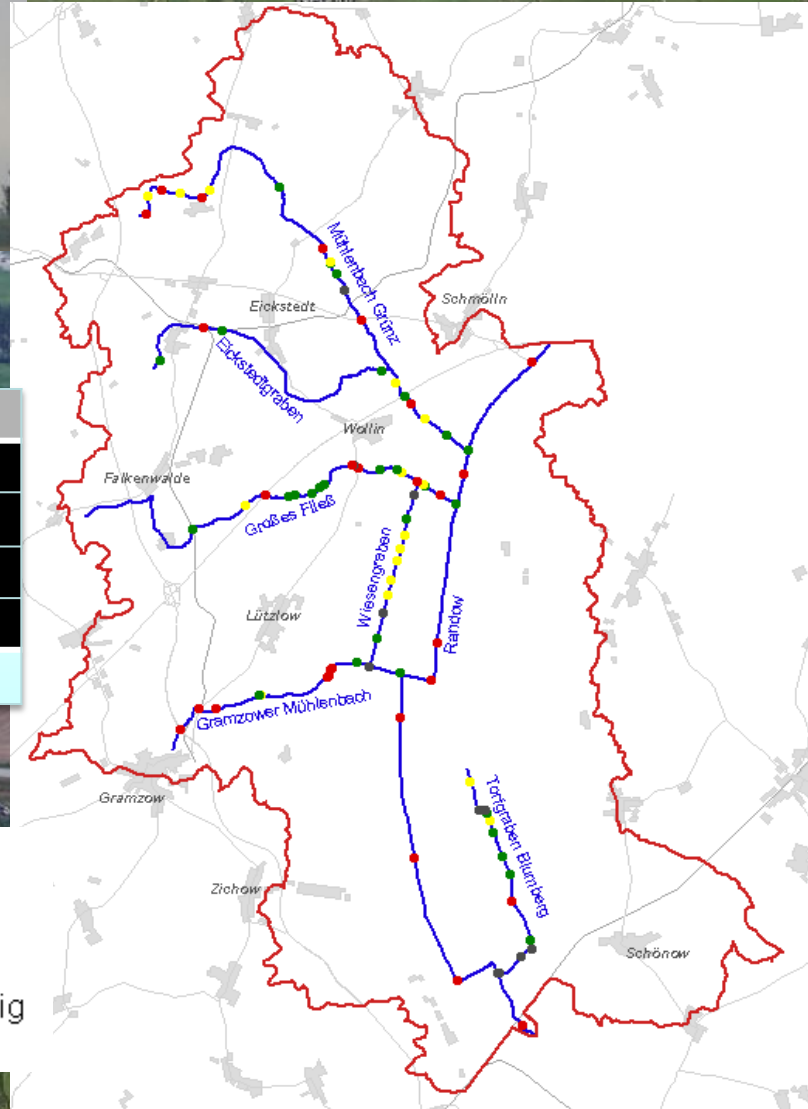 Mühlenbach Grünz
Eickstedt
Schmölln
Eickstedtgraben
Wollin
Falkenwalde
Großes Fließ
Wiesengraben
Lützlow
Randow
Gramzower Mühlenbach
Gramzow
Torfgraben Blumberg
Zichow
Schönow
ig